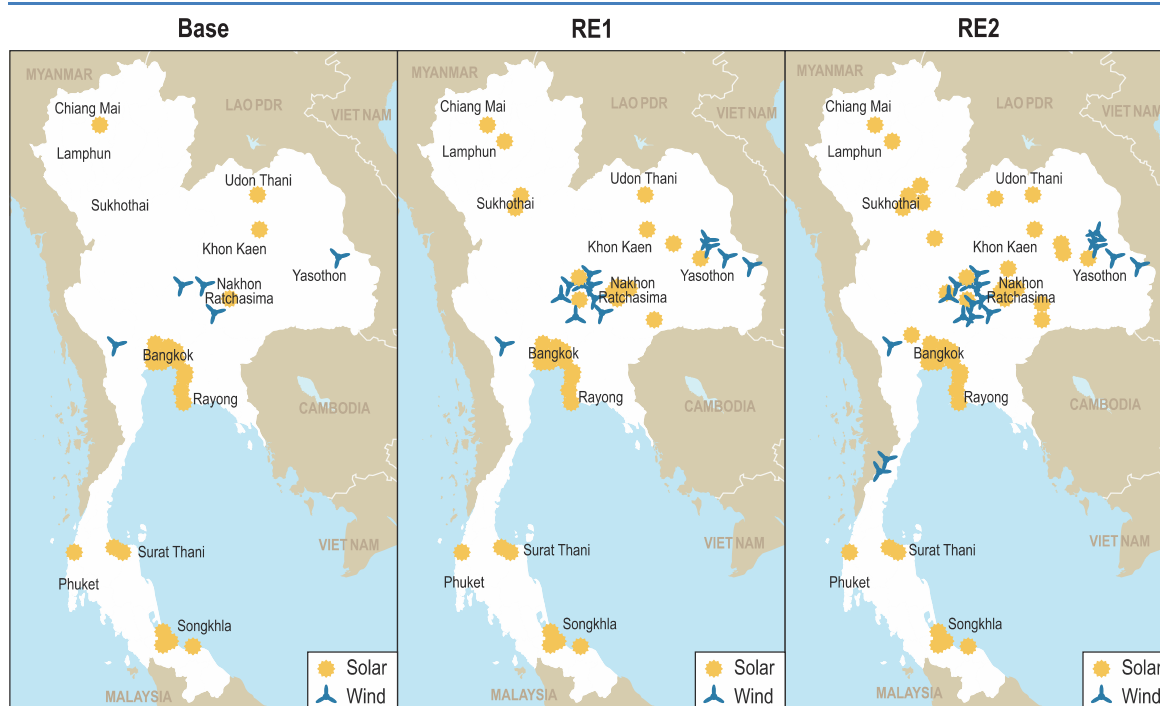 Base
RE1
RE2
MYANMAR
LAO PDR
VIET NAM
Chiang Mai
Lamphun
Udon Thani
Sukhothai
Khon Kaen
Yasothon
Nakhon
Ratchasima
Bangkok
Rayong
CAMBODIA
VIET NAM
Surat Thani
Phuket
Songkhla
MALAYSIA
Solar
Wind
MYANMAR
LAO PDR
VIET NAM
Chiang Mai
Lamphun
Udon Thani
Sukhothai
Khon Kaen
Yasothon
Nakhon
Ratchasima
Bangkok
Rayong
CAMBODIA
VIET NAM
Surat Thani
Phuket
Songkhla
MALAYSIA
Solar
Wind
MYANMAR
LAO PDR
VIET NAM
Chiang Mai
Lamphun
Udon Thani
Sukhothai
Khon Kaen
Yasothon
Nakhon
Ratchasima
Bangkok
Rayong
CAMBODIA
VIET NAM
Surat Thani
Phuket
Songkhla
MALAYSIA
Solar
Wind